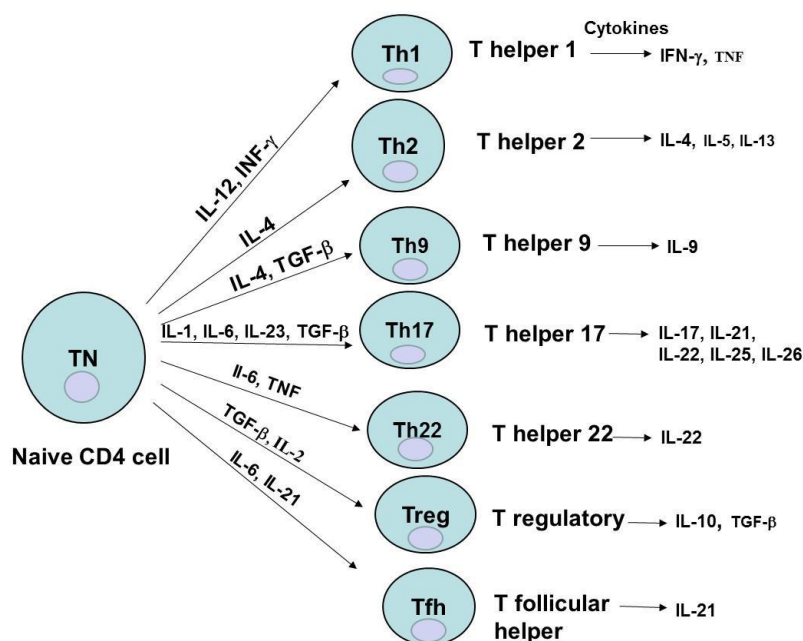 Cytokines
Th1
T helper 1
IFN-γ, TNF
IL-12, INF-γ
Th2
T helper 2
IL-4, IL-5, IL-13
IL-4
Th9
T helper 9
IL-9
IL-4, TGF-β
IL-1, IL-6, IL-23, TGF-β
Th17
T helper 17
IL-17, IL-21,
IL-22, IL-25, IL-26
TN
Naive CD4 cell
Il-6, TNF
Th22
T helper 22
IL-22
TGF-β, IL-2
Treg
T regulatory
IL-10, TGF-β
IL-6, IL-21
Tfh
T follicular
helper
IL-21